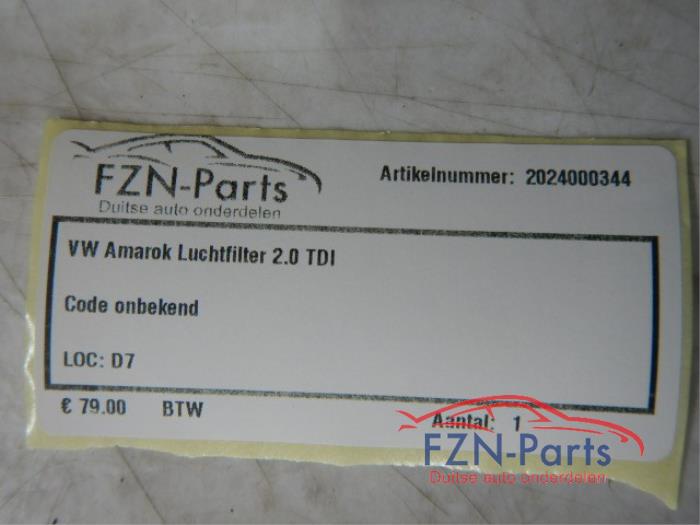 FZN-Parts
Duitse auto onderdelen
Artikelnummer: 2024000344
VW Amarok Luchtfilter 2.0 TDI
Code onbekend
LOC: D7
€ 79.00 BTW
Aantal: 1
FZN-Parts
Duitse auto onderdelen